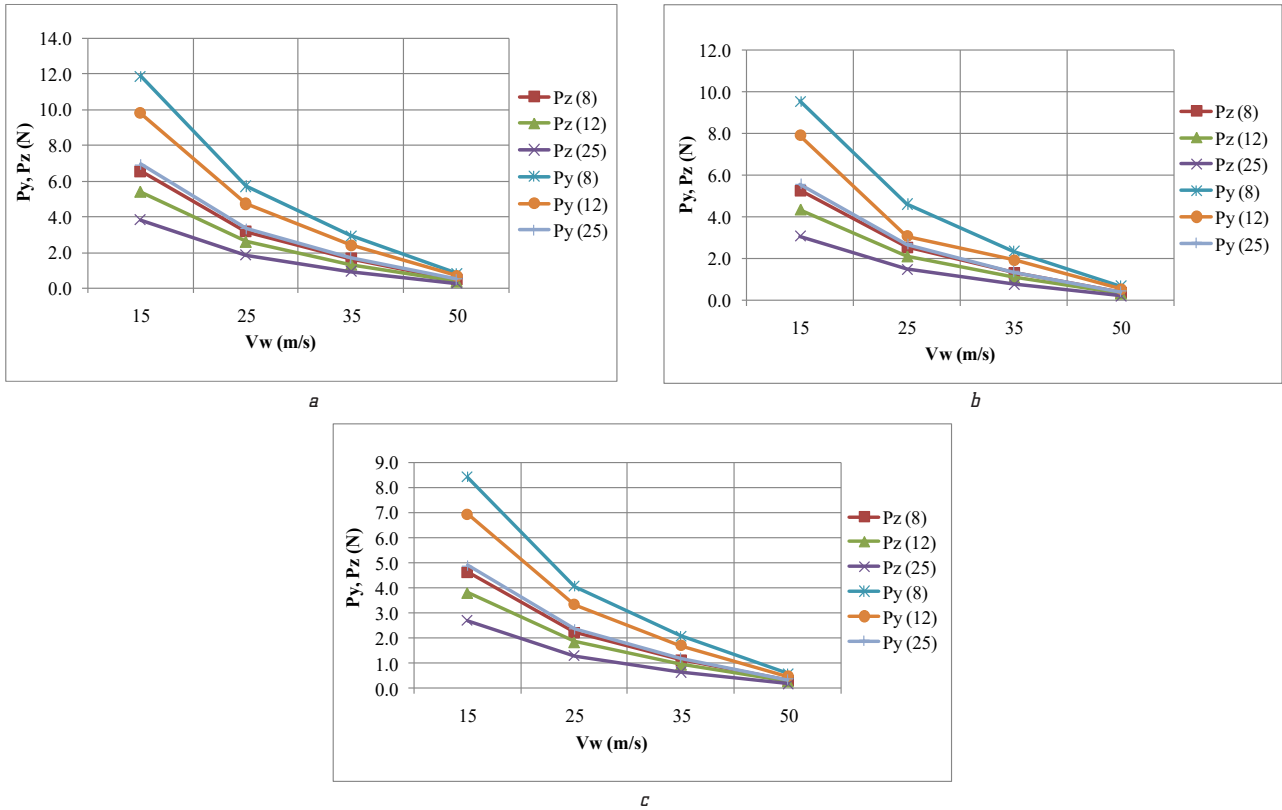 14.0
12.0
10.0
8.0
6.0
4.0
2.0
0.0
Py, Pz (N)
15 25 35 50
Vw (m/s)
Pz (8)
Pz (12)
Pz (25)
Py (8)
Py (12)
Py (25)
a
12.0
10.0
8.0
6.0
4.0
2.0
0.0
Py, Pz (N)
15 25 35 50
Vw (m/s)
Pz (8)
Pz (12)
Pz (25)
Py (8)
Py (12)
Py (25)
b
9.0
8.0
7.0
6.0
5.0
4.0
3.0
2.0
1.0
0.0
Py, Pz (N)
15 25 35 50
Vw (m/s)
Pz (8)
Pz (12)
Pz (25)
Py (8)
Py (12)
Py (25)
c